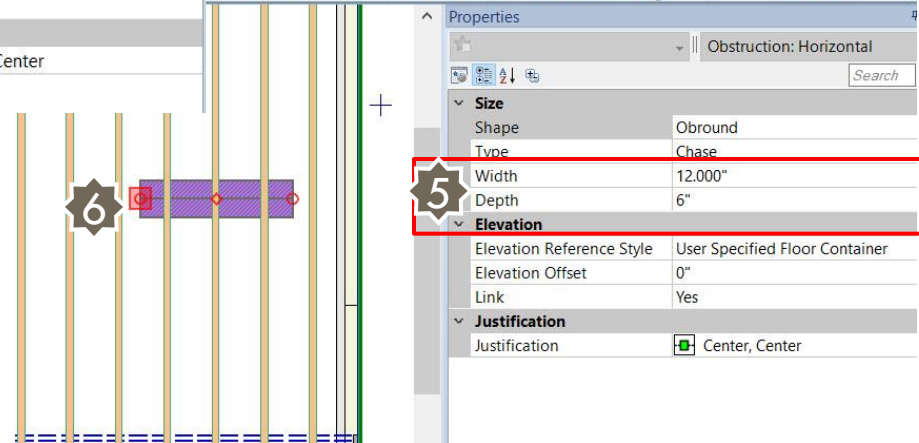 Properties
Center
Obstruction: Horizontal
Search
Size
Shape Obround
Type Chase
Width 12.000"
Depth 6"
Elevation
Elevation Reference Style User Specified Floor Container
Elevation Offset 0"
Link Yes
Justification
Justification Center, Center
5
6